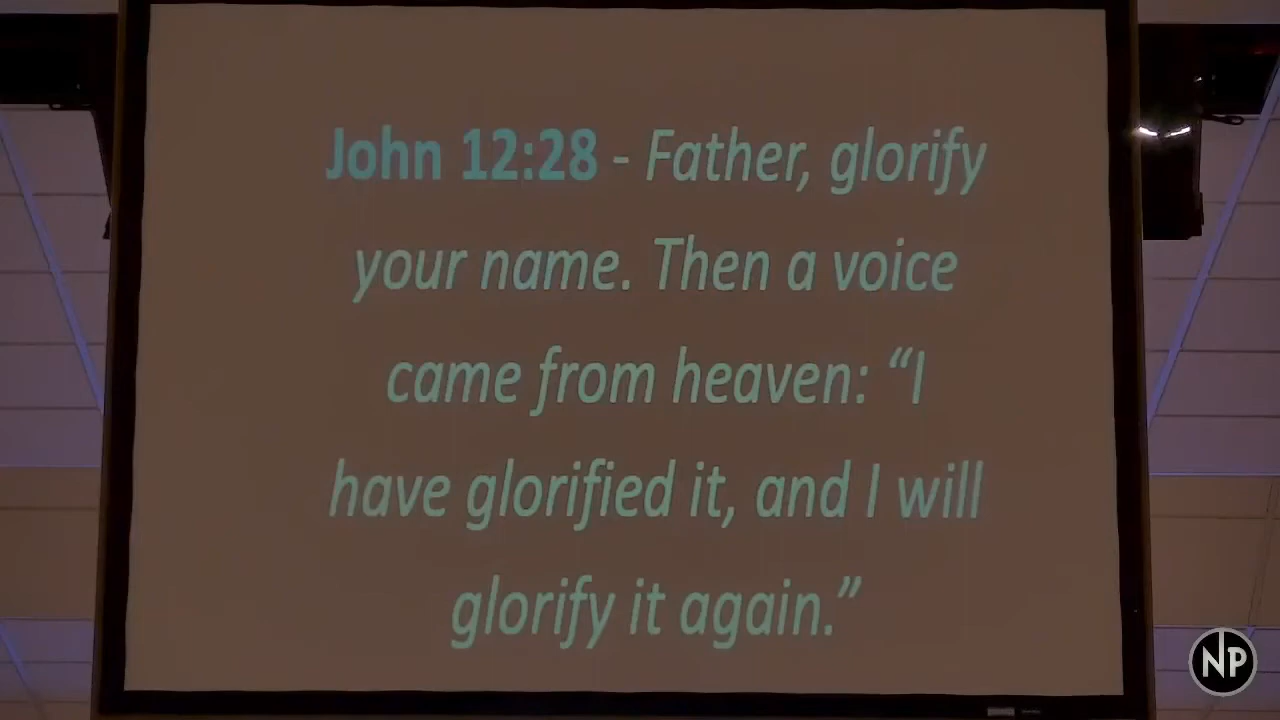 John 12:28 - Father, glorify
your name. Then a voice
came from heaven: “I
have glorified it, and I will
glorify it again.”
NP